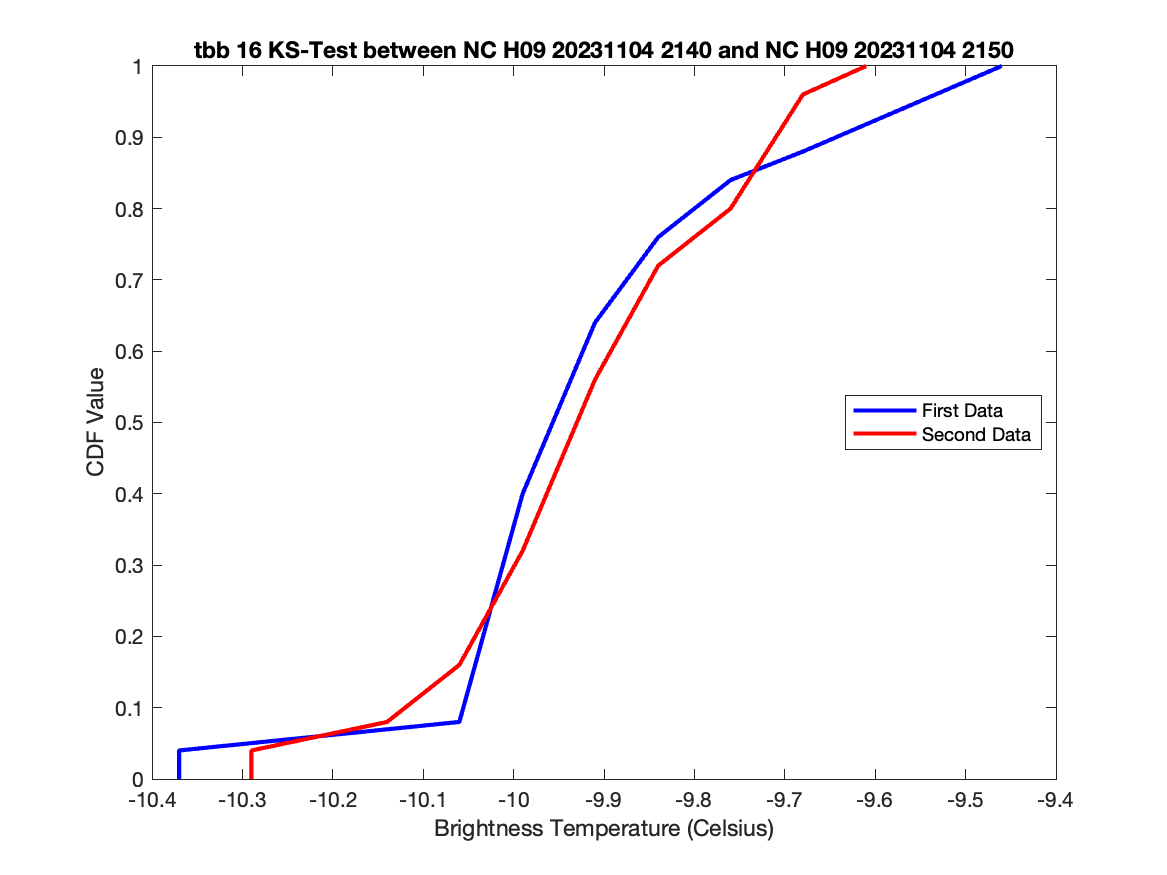 tbb 16 KS-Test between NC H09 20231104 2140 and NC H09 20231104 2150
1
0.9
0.8
0.7
0.6
0.5
0.4
0.3
0.2
0.1
0
CDF Value
First Data
Second Data
-10.4 -10.3 -10.2 -10.1 -10 -9.9 -9.8 -9.7 -9.6 -9.5 -9.4
Brightness Temperature (Celsius)